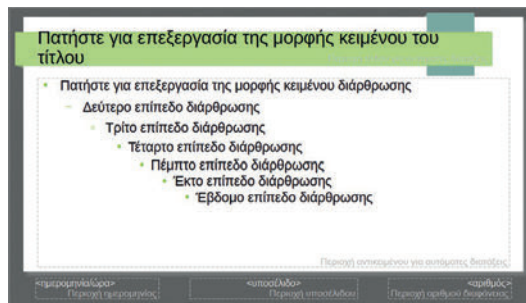 Πατήστε για επεξεργασία της μορφής κειμένου του
τίτλου
Πατήστε για επεξεργασία της μορφής κειμένου διάρθρωσης
Δεύτερο επίπεδο διάρθρωσης
Τρίτο επίπεδο διάρθρωσης
Τέταρτο επίπεδο διάρθρωσης
Πέμπτο επίπεδο διάρθρωσης
Έκτο επίπεδο διάρθρωσης
Έβδομο επίπεδο διάρθρωσης
Περιοχή αντικειμένου για αυτόματες διατάξεις
<ημερομηνία/ώρα> <υποσέλιδο> <αριθμός>
Περιοχή ημερομηνίας Περιοχή υποσέλιδου Περιοχή αριθμού διαφάνειας